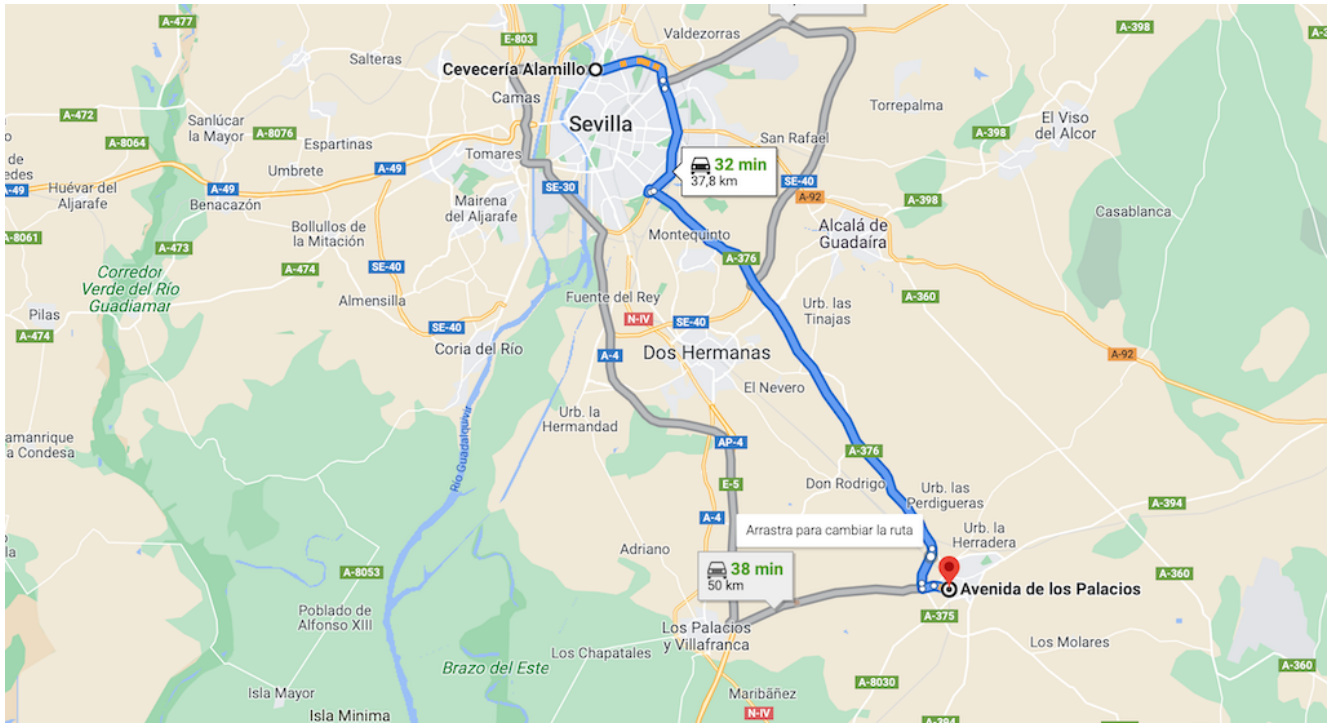 A-477
E-803
Valdezorras
A-398
Salteras
Cevecería Alamillo
Camas
Torrepalma
A-472
Sanlúcar
la Mayor
A-8076
Espartinas
Sevilla
El Viso
del Alcor
A-8064
San Rafael
A-398
Tomares
de
A-49
32 min
37,8 km
Umbrete
A-49
Huévar del
Aljarafe
A-49
Benacazón
SE-30
SE-40
A-92
A-398
Mairena
del Aljarafe
Casablanca
A-8061
Bollullos de
la Mitación
A-473
Montequinto
Alcalá de
Guadaíra
A-376
Corredor
Verde del Río
Guadiamar
A-474
SE-40
Almensilla
Fuente del Rey
A-360
Urb. las
Tinajas
Pilas
A-474
SE-40
N-IV
SE-40
Coria del Río
A-4
Dos Hermanas
A-92
El Nevero
Urb. la
Hermandad
Río Guadalquivir
amanrique
a Condesa
AP-4
A-376
E-5
Don Rodrigo
Urb. las
Perdigueras
A-394
A-4
Arrastra para cambiar la ruta
Urb. la
Herradera
Adriano
38 min
50 km
A-8053
A-360
Avenida de los Palacios
Poblado de
Alfonso XIII
A-375
Los Palacios
y Villafranca
Los Molares
Los Chapatales
Brazo del Este
A-360
A-8030
Isla Mayor
Maribáñez
Isla Minima
N-IV
A-394